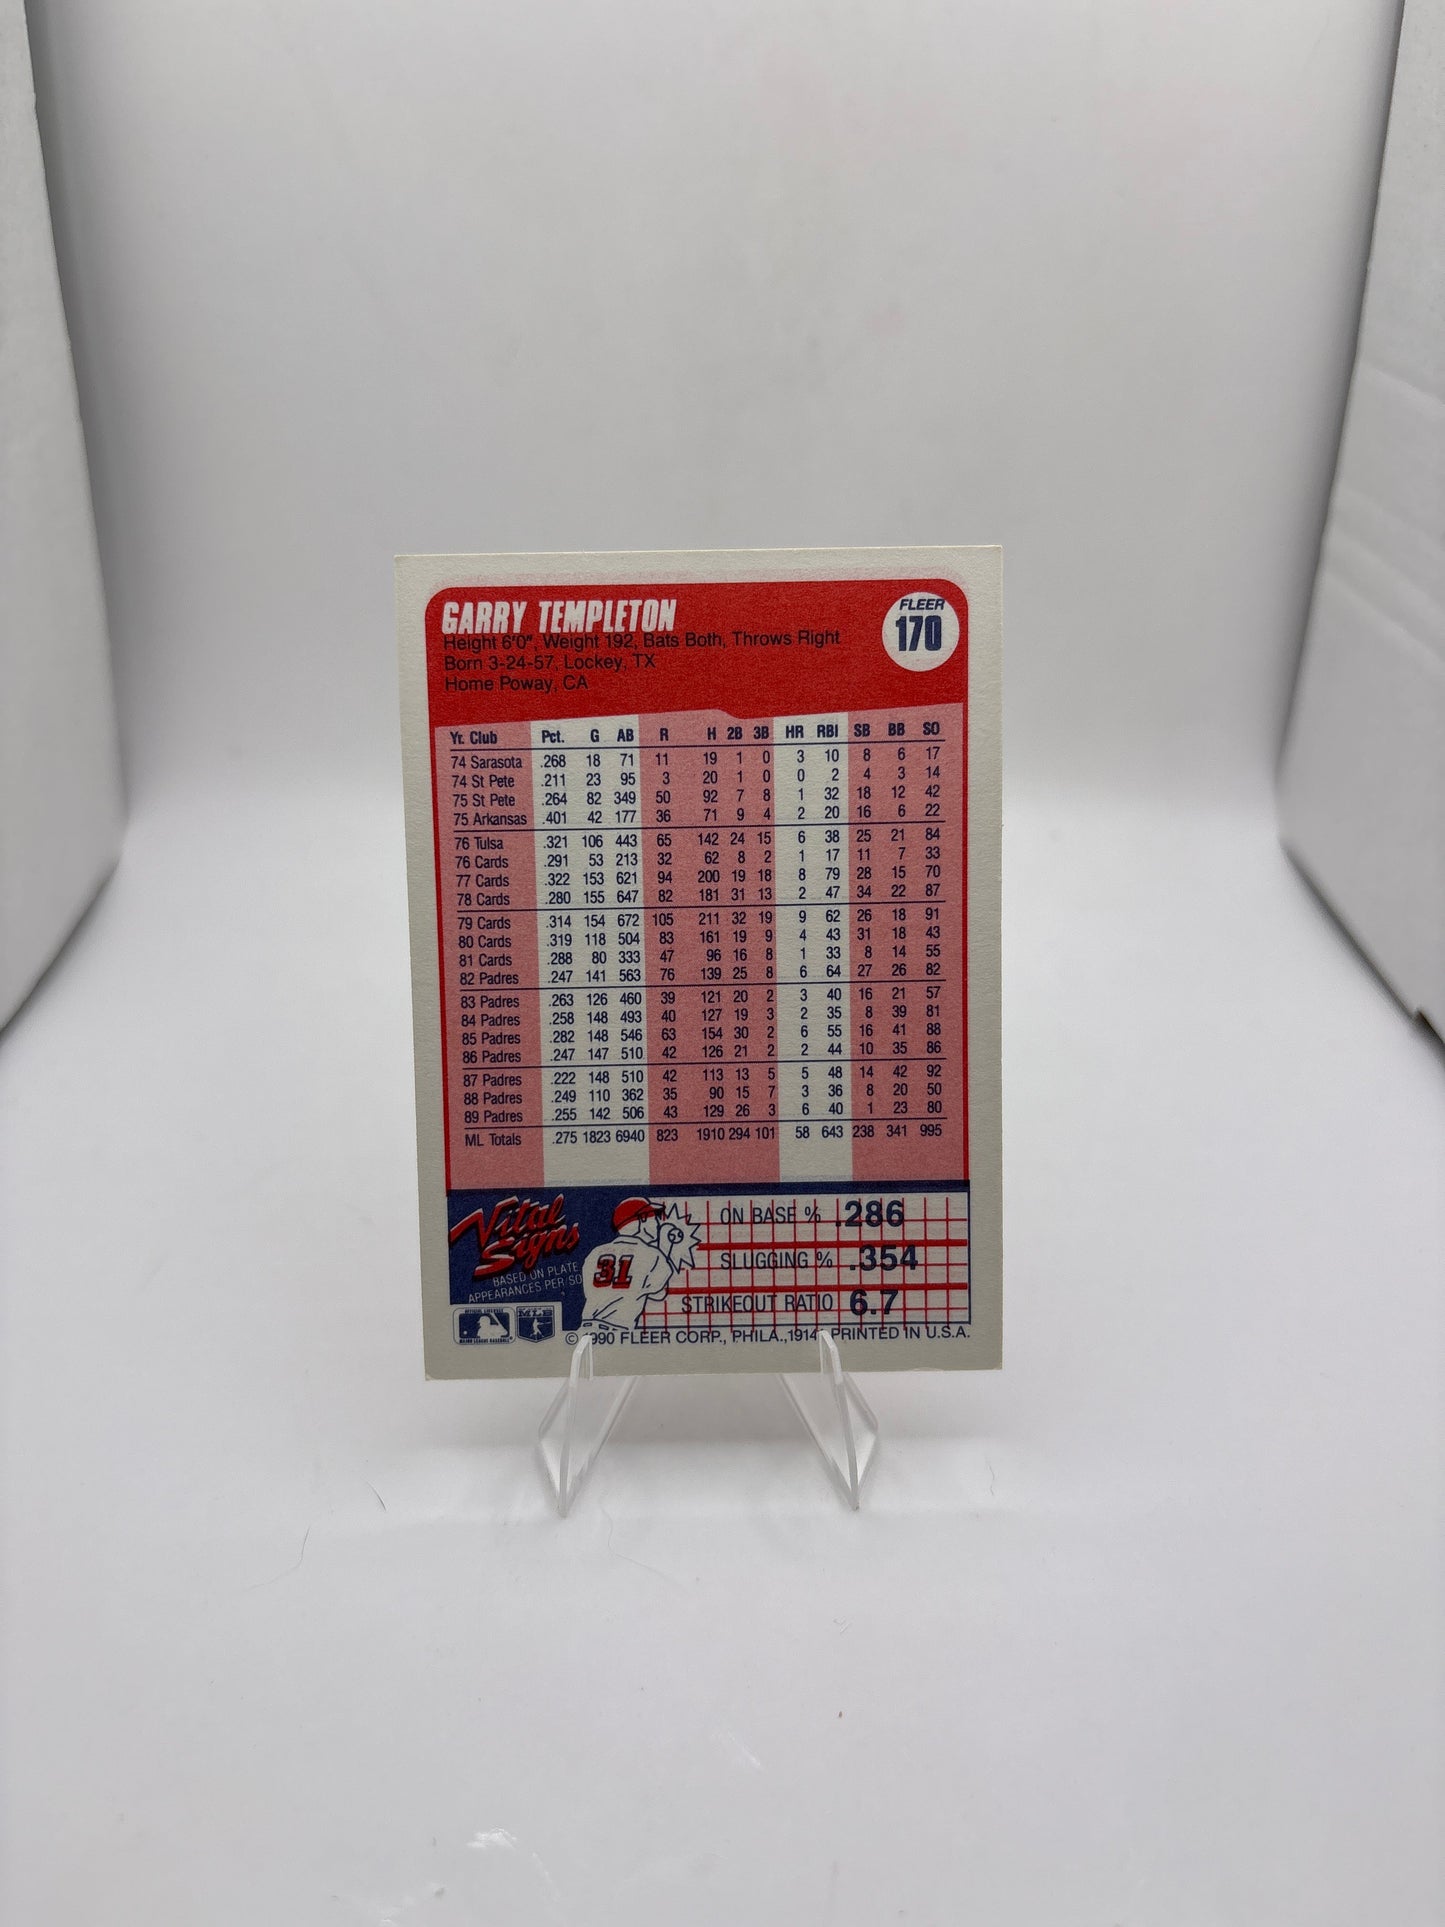 GARRY TEMPLETON
FLEER
170
Height 6'0", Weight 192, Bats Both, Throws Right
Born 3-24-57, Lockey, TX
Home Poway, CA
Yr. Club Pct. G AB R H 2B 3B HR RBI SB BB SO
74 Sarasota .268 18 71 11 19 1 0 3 10 8 6 17
74 St Pete .211 23 95 3 20 1 0 0 2 4 3 14
75 St Pete .264 82 349 50 92 7 8 1 32 18 12 42
75 Arkansas .401 42 177 36 71 9 4 2 20 16 6 22
76 Tulsa .321 106 443 65 142 24 15 6 38 25 21 84
76 Cards .291 53 213 32 62 8 2 1 17 11 7 33
77 Cards .322 153 621 94 200 19 18 8 79 28 15 70
78 Cards .280 155 647 82 181 31 13 2 47 34 22 87
79 Cards .314 154 672 105 211 32 19 9 62 26 18 91
80 Cards .319 118 504 83 161 19 9 4 43 31 18 43
81 Cards .288 80 333 47 96 16 8 1 33 8 14 55
82 Padres .247 141 563 76 139 25 8 6 64 27 26 82
83 Padres .263 126 460 39 121 20 2 3 40 16 21 57
84 Padres .258 148 493 40 127 19 3 2 35 8 39 81
85 Padres .282 148 546 63 154 30 2 6 55 16 41 88
86 Padres .247 147 510 42 126 21 2 2 44 10 35 86
87 Padres .222 148 510 42 113 13 5 5 48 14 42 92
88 Padres .249 110 362 35 90 15 7 3 36 8 20 50
89 Padres .255 142 506 43 129 26 3 6 40 1 23 80
ML Totals .275 1823 6940 823 1910 294 101 58 643 238 341 995
Vital
Signs
BASED ON PLATE
APPEARANCES PER/SO
31
ON BASE % .286
SLUGGING % .354
STRIKEOUT RATIO 6.7
MLB
© 1990 FLEER CORP., PHILA., 19141 PRINTED IN U.S.A.